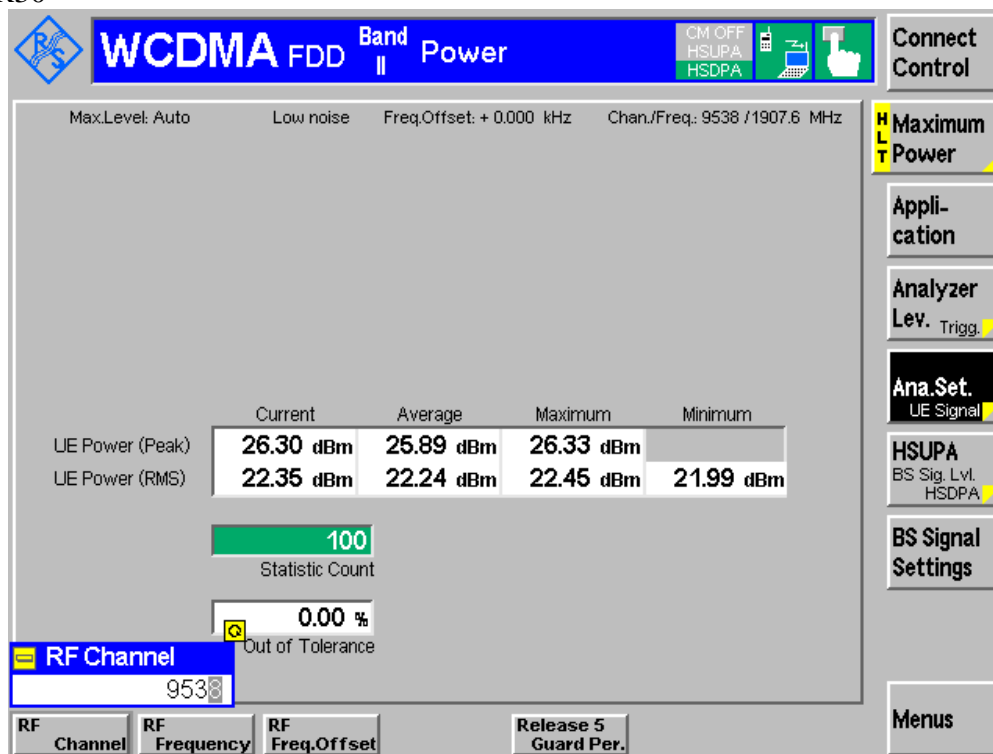 R&S WCDMA FDD Band II Power CM OFF HSUPA HSDPA
Connect Control
Max.Level: Auto Low noise Freq.Offset: + 0.000 kHz Chan./Freq.: 9538 / 1907.6 MHz
HLT Maximum Power
Appli-
cation
Analyzer
Lev. Trigg.
Ana.Set.
UE Signal
Current Average Maximum Minimum
UE Power (Peak) 26.30 dBm 25.89 dBm 26.33 dBm
UE Power (RMS) 22.35 dBm 22.24 dBm 22.45 dBm 21.99 dBm
HSUPA
BS Sig. Lvl.
HSDPA
100
Statistic Count
BS Signal
Settings
0.00 %
Out of Tolerance
RF Channel
9538
RF Channel
RF Frequency
RF Freq.Offset
Release 5 Guard Per.
Menus